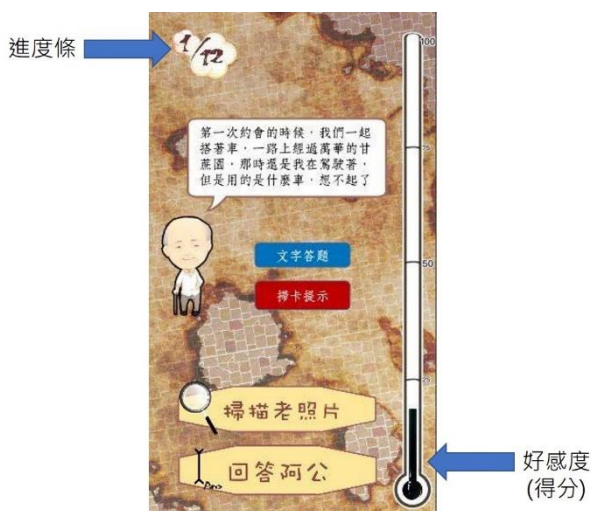 進度條
1/12
100
第一次約會的時候，我們一起
搭著車，一路上經過萬華的甘
蔗園，那時還是我在駕駛著，
但是用的是什麼車，想不起了
75
文字答題
50
掃卡提示
25
掃描老照片
回答阿公
好感度
(得分)